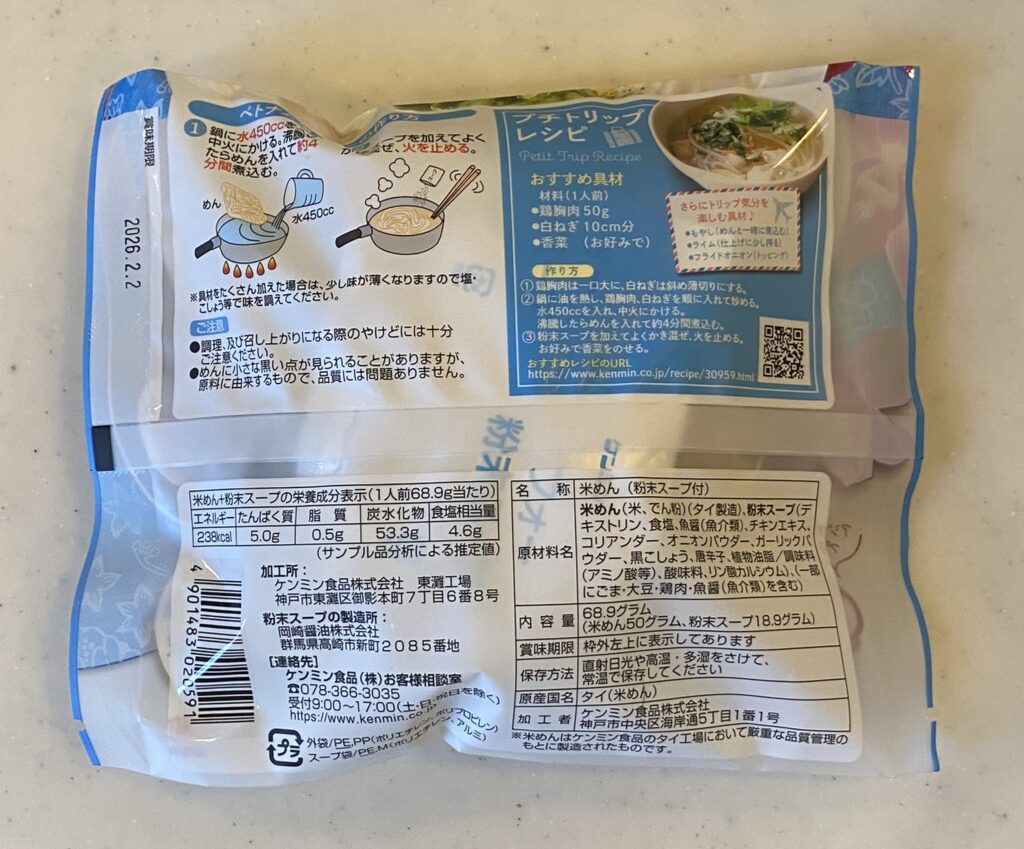 賞味期限
2026.2.2
ベト
作り方
① 鍋に水450ccを
中火にかける。沸騰
たらめんを入れて約4
分間煮込む。
めん
水450cc
ープを加えてよく
ぜ、火を止める。
※具材をたくさん加えた場合は、少し味が薄くなりますので塩・
こしょう等で味を調えてください。
ご注意
●調理、及び召し上がりになる際のやけどには十分
ご注意ください。
●めんに小さな黒い点が見られることがありますが、
原料に由来するもので、品質には問題ありません。
プチトリップ
レシピ
Petit Trip Recipe
おすすめ具材
材料(1人前)
●鶏胸肉50g
●白ねぎ10cm分
●香菜 (お好みで)
さらにトリップ気分を
楽しむ具材♪
●もやし(めんと一緒に煮込む)
●ライム(仕上げに少し搾る)
●フライドオニオン(トッピング)
作り方
①鶏胸肉は一口大に、白ねぎは斜め薄切りにする。
②鍋に油を熱し、鶏胸肉、白ねぎを順に入れて炒める。
水450ccを入れ、中火にかける。
沸騰したらめんを入れて約4分間煮込む。
③粉末スープを加えてよくかき混ぜ、火を止める。
お好みで香菜をのせる。
おすすめレシピのURL
https://www.kenmin.co.jp/recipe/30959.html
米めん+粉末スープの栄養成分表示(1人前68.9g当たり)
エネルギー たんぱく質 脂質 炭水化物 食塩相当量
238kcal 5.0g 0.5g 53.3g 4.6g
(サンプル品分析による推定値)
加工所:
ケンミン食品株式会社 東灘工場
神戸市東灘区御影本町7丁目6番8号
粉末スープの製造所:
岡崎醤油株式会社
群馬県高崎市新町2085番地
[連絡先]
ケンミン食品(株)お客様相談室
☎078-366-3035
受付9:00〜17:00(土・日・祝日を除く)
https://www.kenmin.co.jp
4901483020591
プラ
外袋/PE,PP(ポリエチレン、ポリプロピレン)
スープ袋/PE-M(ポリエチレン、アルミ)
名称 米めん(粉末スープ付)
原材料名 米めん(米、でん粉)(タイ製造)、粉末スープ(デ
キストリン、食塩、魚醤(魚介類)、チキンエキス、
コリアンダー、オニオンパウダー、ガーリックパ
ウダー、黒こしょう、唐辛子、植物油脂/調味料
(アミノ酸等)、酸味料、リン酸カルシウム)、(一部
にごま・大豆・鶏肉・魚醤(魚介類)を含む)
内容量 68.9グラム
(米めん50グラム、粉末スープ18.9グラム)
賞味期限 枠外左上に表示してあります
保存方法 直射日光や高温・多湿をさけて、
常温で保存してください
原産国名 タイ(米めん)
加工者 ケンミン食品株式会社
神戸市中央区海岸通5丁目1番1号
※米めんはケンミン食品のタイ工場において厳重な品質管理の
もとに製造されたものです。